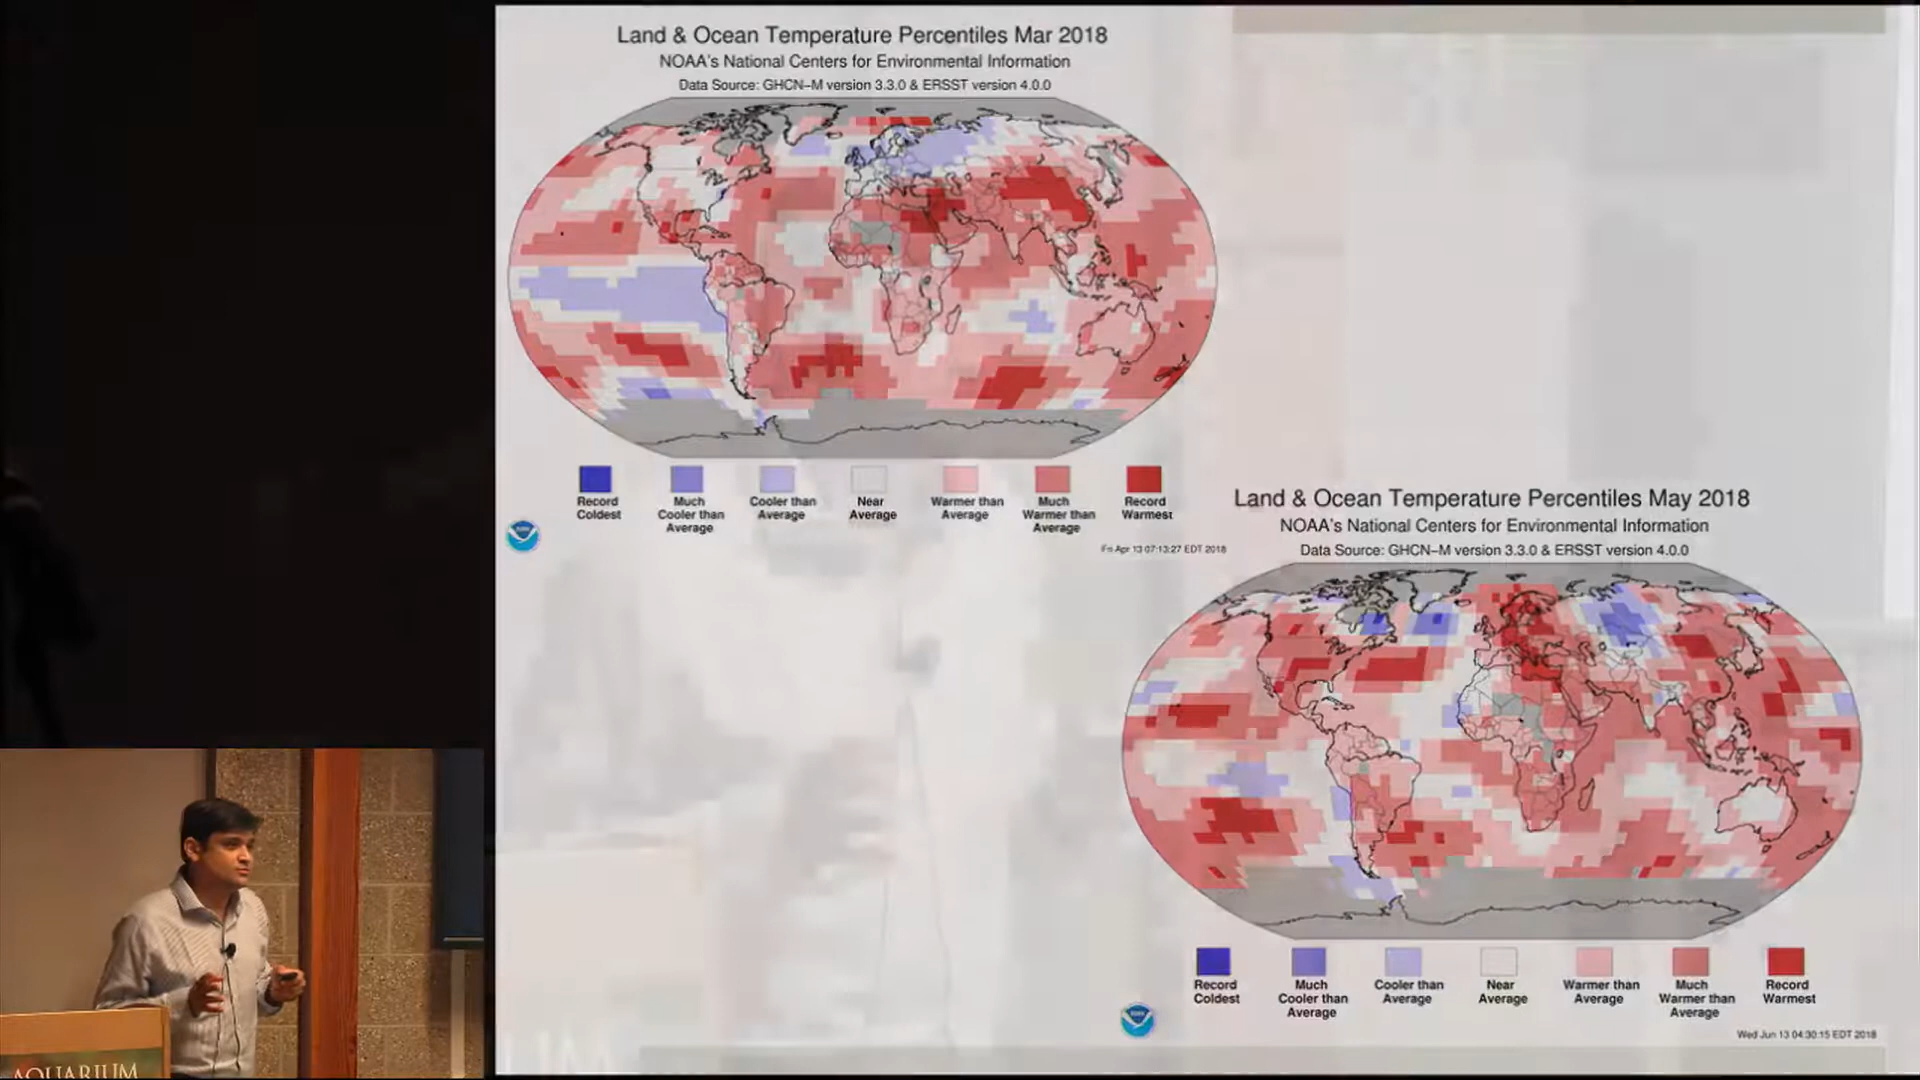 Land & Ocean Temperature Percentiles Mar 2018
NOAA's National Centers for Environmental Information
Data Source: GHCN–M version 3.3.0 & ERSST version 4.0.0
Record
Coldest
Much
Cooler than
Average
Cooler than
Average
Near
Average
Warmer than
Average
Much
Warmer than
Average
Record
Warmest
Fri Apr 13 07:13:27 EDT 2018
Land & Ocean Temperature Percentiles May 2018
NOAA's National Centers for Environmental Information
Data Source: GHCN–M version 3.3.0 & ERSST version 4.0.0
Record
Coldest
Much
Cooler than
Average
Cooler than
Average
Near
Average
Warmer than
Average
Much
Warmer than
Average
Record
Warmest
Wed Jun 13 04:30:15 EDT 2018
AQUARIUM